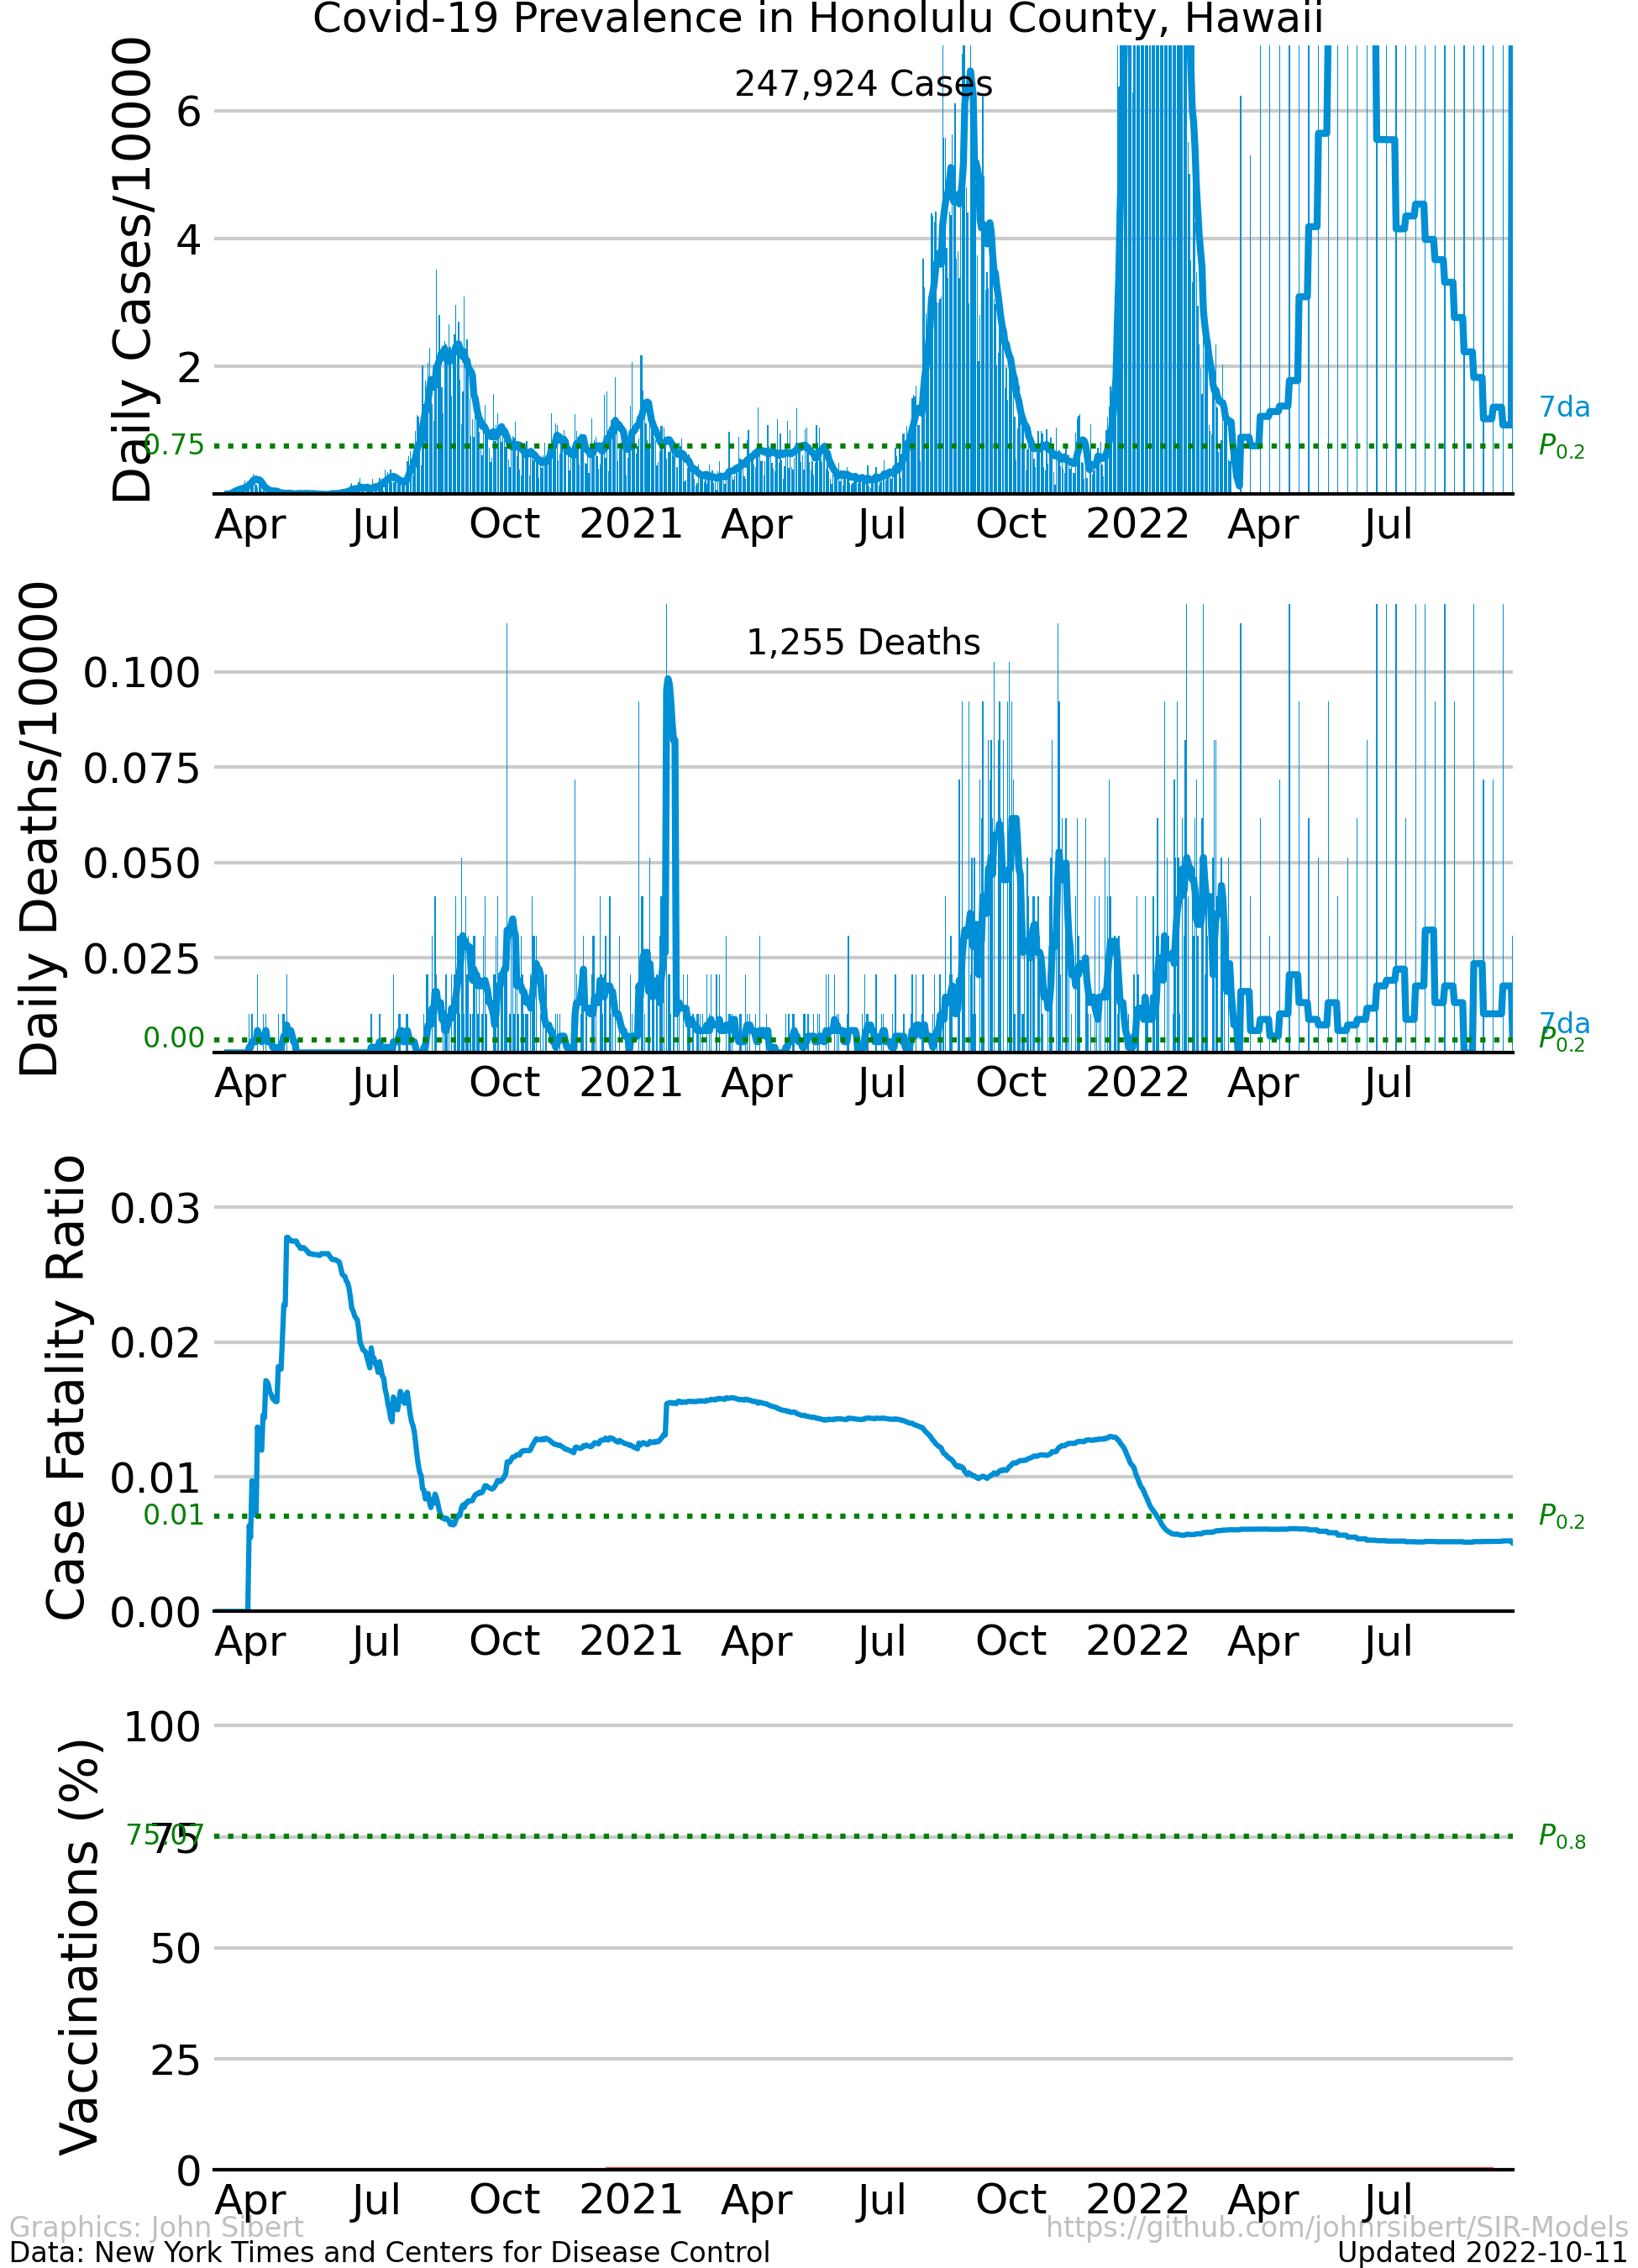 Covid-19 Prevalence in Honolulu County, Hawaii
Daily Cases/10000
247,924 Cases
6
4
2
0.75
7da
P0.2
Apr Jul Oct 2021 Apr Jul Oct 2022 Apr Jul
Daily Deaths/10000
1,255 Deaths
0.100
0.075
0.050
0.025
0.00
7da
P0.2
Apr Jul Oct 2021 Apr Jul Oct 2022 Apr Jul
Case Fatality Ratio
0.03
0.02
0.01
0.01
P0.2
0.00
Apr Jul Oct 2021 Apr Jul Oct 2022 Apr Jul
Vaccinations (%)
100
75
75.07
P0.8
50
25
0
Apr Jul Oct 2021 Apr Jul Oct 2022 Apr Jul
Graphics: John Sibert https://github.com/johnrsibert/SIR-Models
Data: New York Times and Centers for Disease Control Updated 2022-10-11